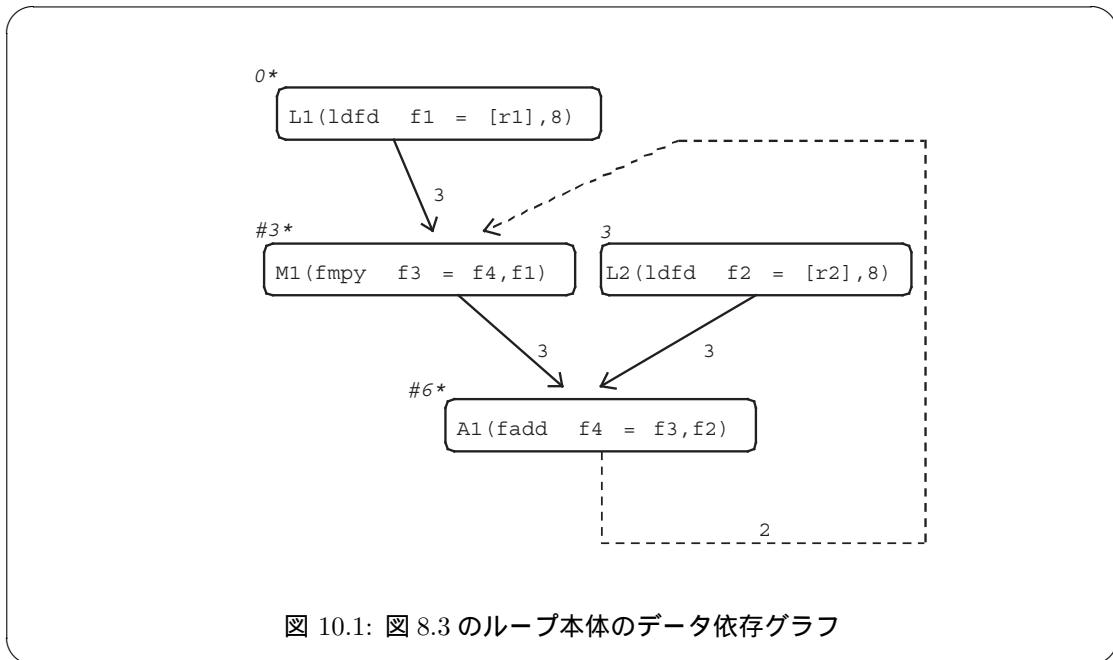 0*
L1(ldfd f1 = [r1],8)
3
#3*
3
M1(fmpy f3 = f4,f1)
L2(ldfd f2 = [r2],8)
3
3
#6*
A1(fadd f4 = f3,f2)
2
図 10.1: 図 8.3 のループ本体のデータ依存グラフ